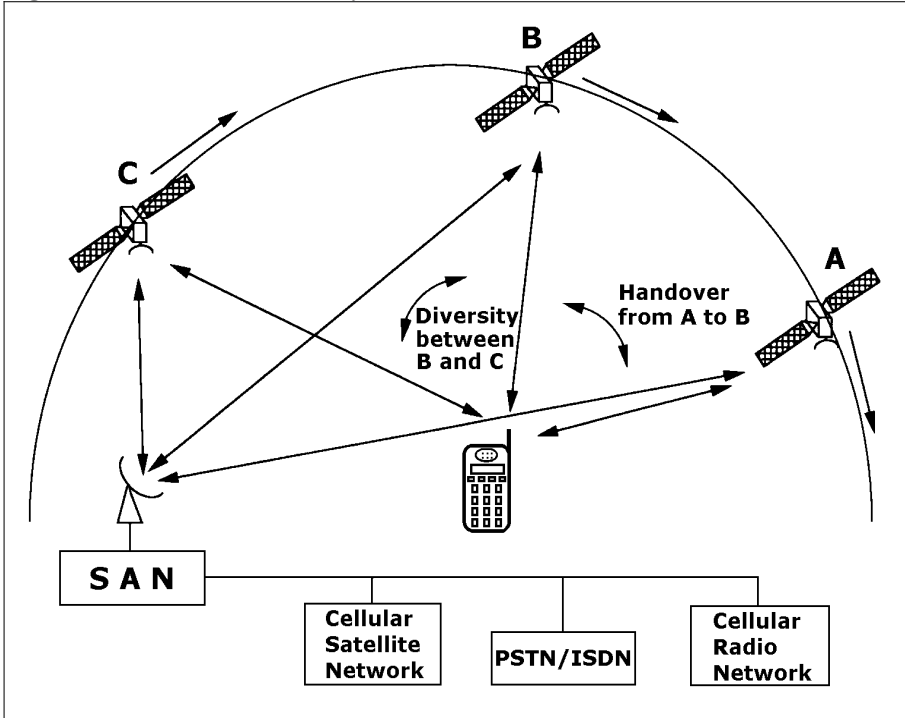 B
C
A
Diversity
between
B and C
Handover
from A to B
S A N
Cellular
Satellite
Network
PSTN/ISDN
Cellular
Radio
Network